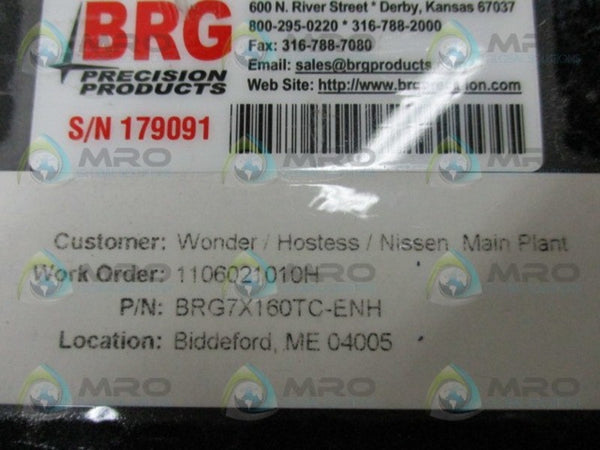 BRG
PRECISION
PRODUCTS
600 N. River Street * Derby, Kansas 67037
800-295-0220 * 316-788-2000
Fax: 316-788-7080
Email: sales@brgproducts
Web Site: http://www.brgprecision.com
S/N 179091
Customer: Wonder / Hostess / Nissen Main Plant
Work Order: 1106021010H
P/N: BRG7X160TC-ENH
Location: Biddeford, ME 04005
MRO